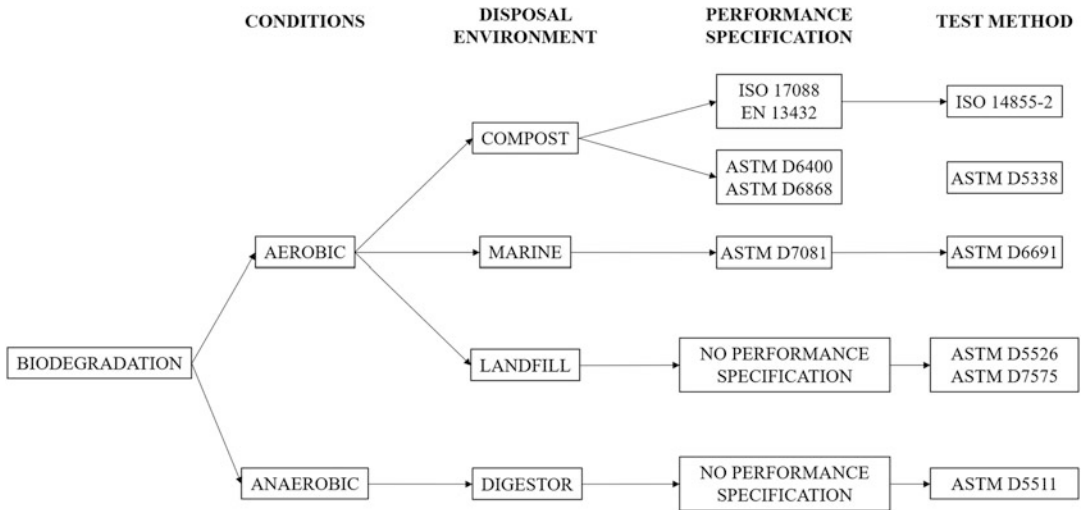 CONDITIONS
DISPOSAL
ENVIRONMENT
PERFORMANCE
SPECIFICATION
TEST METHOD
ISO 17088
EN 13432
ISO 14855-2
COMPOST
ASTM D6400
ASTM D6868
ASTM D5338
AEROBIC
MARINE
ASTM D7081
ASTM D6691
BIODEGRADATION
LANDFILL
NO PERFORMANCE
SPECIFICATION
ASTM D5526
ASTM D7575
ANAEROBIC
DIGESTOR
NO PERFORMANCE
SPECIFICATION
ASTM D5511